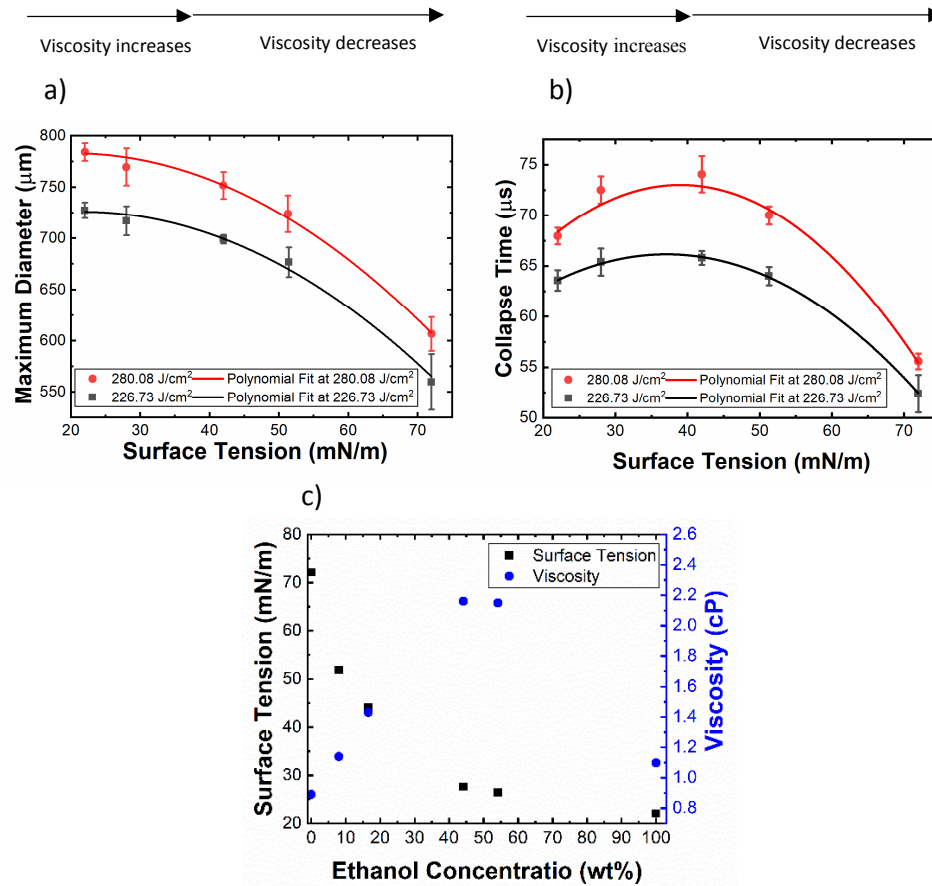 Viscosity increases Viscosity decreases Viscosity increases Viscosity decreases
a)
Maximum Diameter (μm)
800
750
700
650
600
550
280.08 J/cm² Polynomial Fit at 280.08 J/cm²
226.73 J/cm² Polynomial Fit at 226.73 J/cm²
20 30 40 50 60 70
Surface Tension (mN/m)
b)
Collapse Time (μs)
75
70
65
60
55
50
280.08 J/cm² Polynomial Fit at 280.08 J/cm²
226.73 J/cm² Polynomial Fit at 226.73 J/cm²
20 30 40 50 60 70
Surface Tension (mN/m)
c)
Surface Tension (mN/m)
80
70
60
50
40
30
20
Surface Tension
Viscosity
2.6
2.4
2.2
2.0
1.8
1.6
1.4
1.2
1.0
0.8
Viscosity (cP)
0 10 20 30 40 50 60 70 80 90 100
Ethanol Concentratio (wt%)